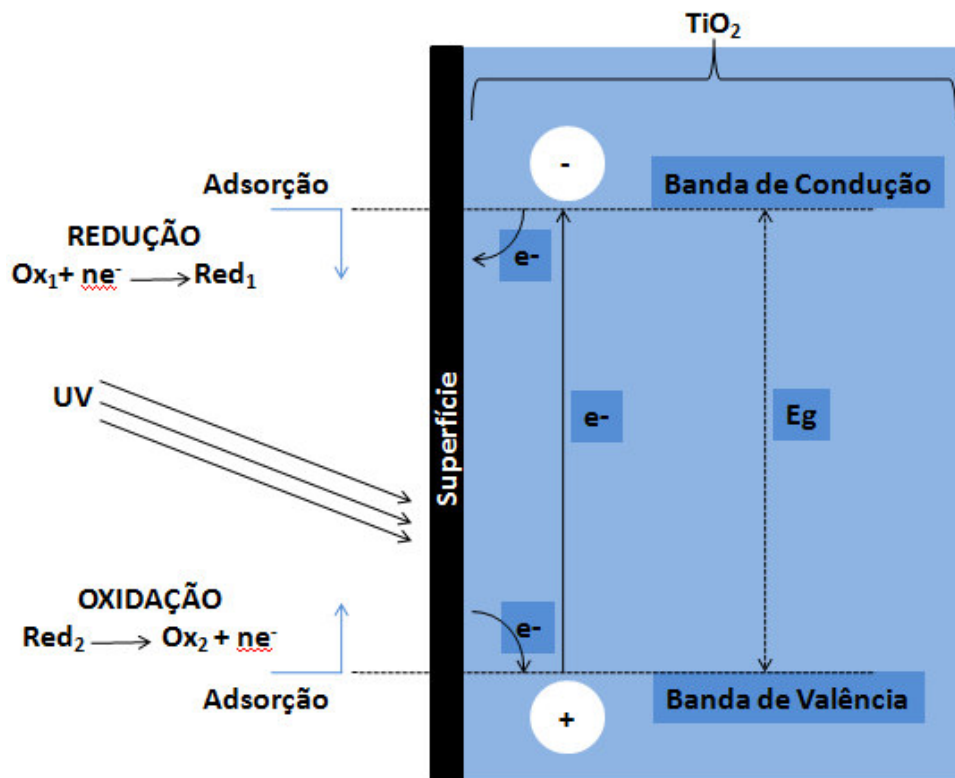 TiO₂
-
Adsorção
Banda de Condução
REDUÇÃO
Ox₁+ ne⁻ → Red₁
e-
UV
Superfície
e-
Eg
OXIDAÇÃO
Red₂ → Ox₂ + ne⁻
e-
Adsorção
Banda de Valência
+